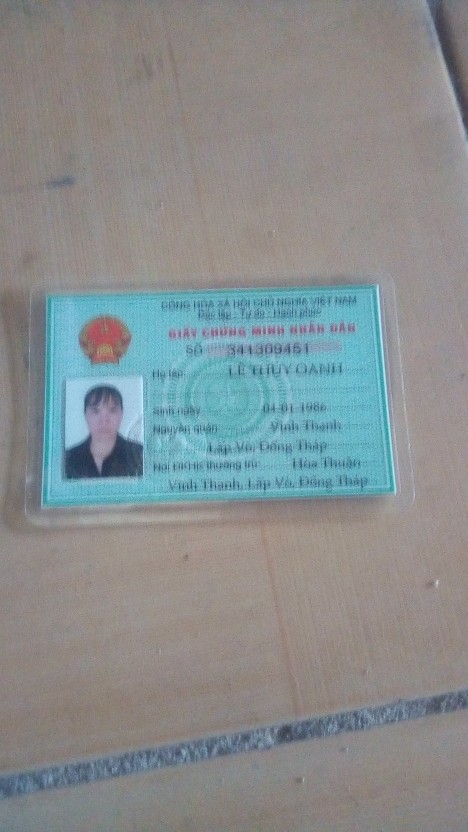 CỘNG HÒA XÃ HỘI CHỦ NGHĨA VIỆT NAM
Độc lập - Tự do - Hạnh phúc
GIẤY CHỨNG MINH NHÂN DÂN
SỐ 341309451
Họ tên LÊ THÚY OANH
Sinh ngày 04-01-1986
Nguyên quán Vĩnh Thạnh
Lấp Vò, Đồng Tháp
Nơi ĐKHK thường trú Hòa Thuận
Vĩnh Thạnh, Lấp Vò, Đồng Tháp